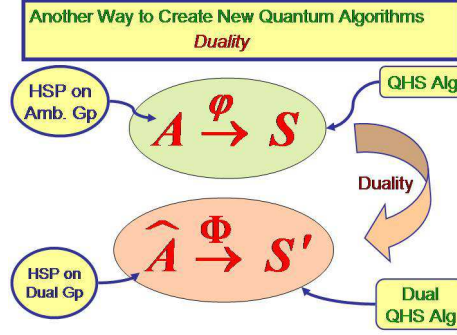 Another Way to Create New Quantum Algorithms
Duality
HSP on
Amb. Gp
QHS Alg
φ
A → S
Duality
Φ
Â → S'
HSP on
Dual Gp
Dual
QHS Alg